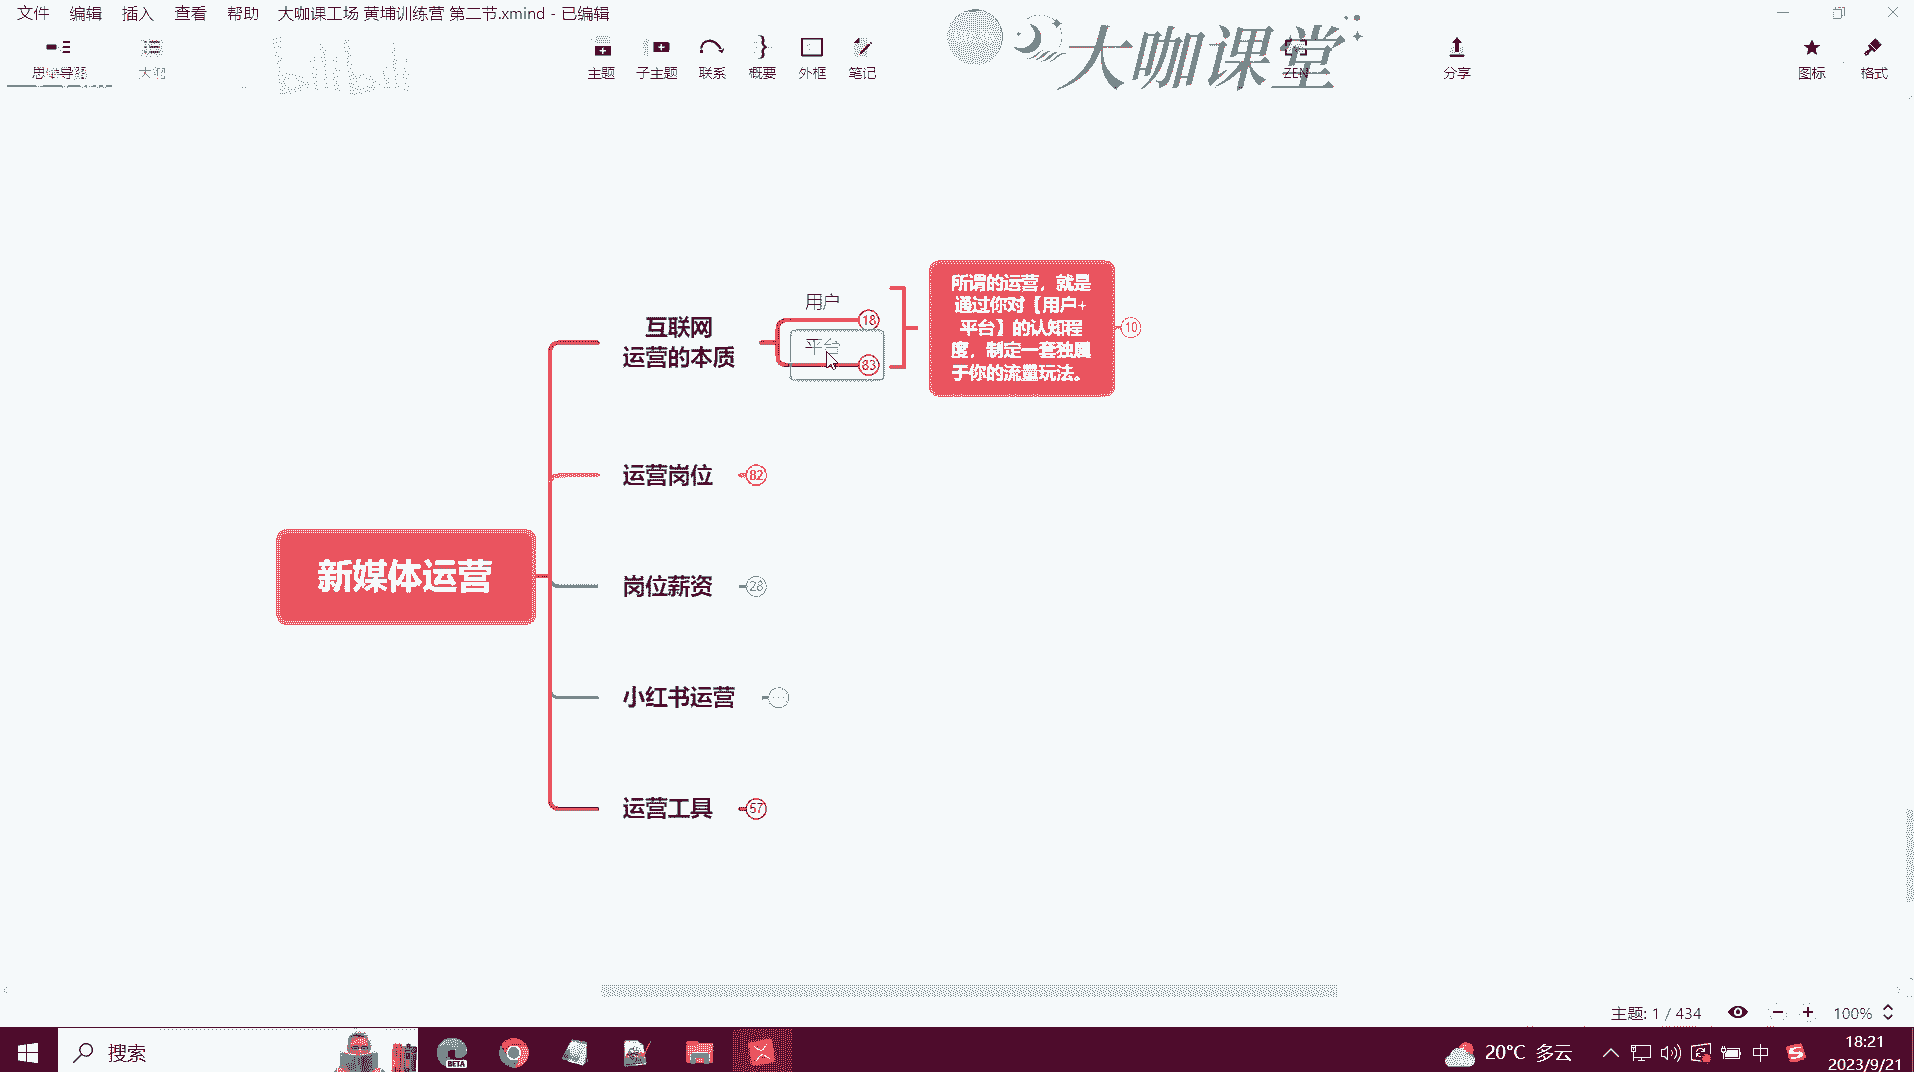 文件 编辑 插入 查看 帮助 大咖课工场 黄埔训练营 第二节.xmind - 已编辑
bilibili
大咖课堂
思维导图 大纲 主题 子主题 联系 概要 外框 笔记 ZEN 分享 图标 格式
用户
18
平台
83
互联网
运营的本质
所谓的运营，就是
通过你对【用户+
平台】的认知程
度，制定一套独属
于你的流量玩法。
10
运营岗位
82
新媒体运营
岗位薪资
28
小红书运营
运营工具
57
主题: 1 / 434
100%
搜索
BETA
20°C 多云
中
18:21
2023/9/21